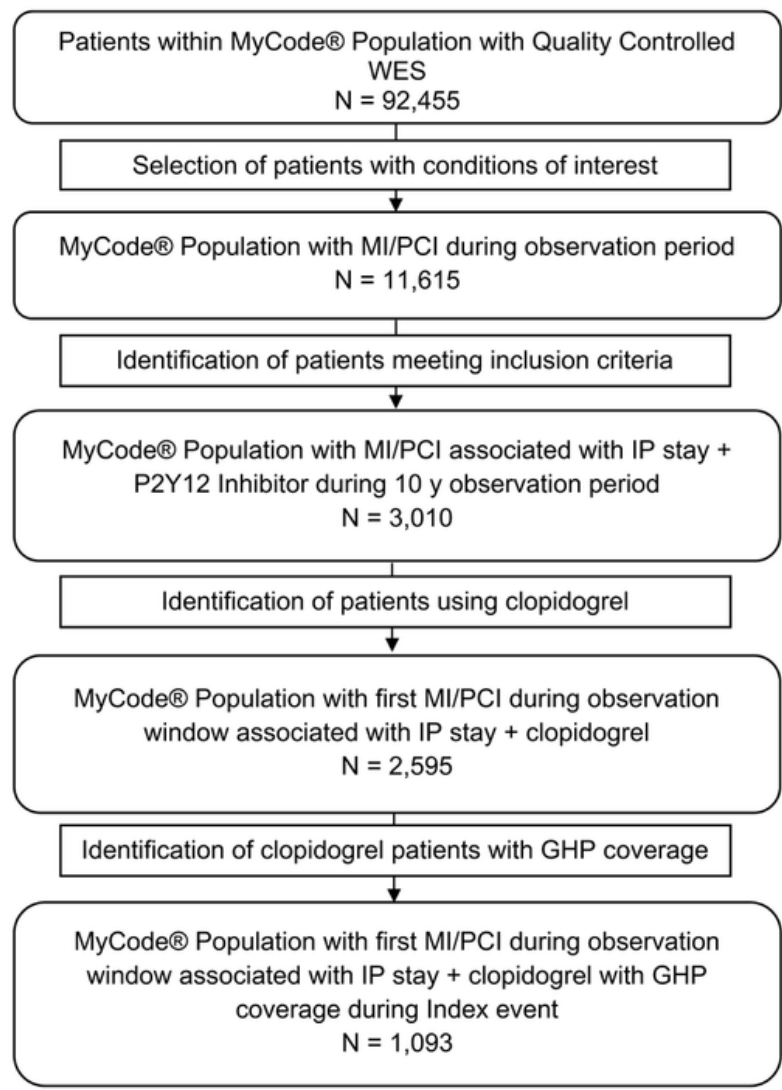 Patients within MyCode® Population with Quality Controlled
WES
N = 92,455
Selection of patients with conditions of interest
MyCode® Population with MI/PCI during observation period
N = 11,615
Identification of patients meeting inclusion criteria
MyCode® Population with MI/PCI associated with IP stay +
P2Y12 Inhibitor during 10 y observation period
N = 3,010
Identification of patients using clopidogrel
MyCode® Population with first MI/PCI during observation
window associated with IP stay + clopidogrel
N = 2,595
Identification of clopidogrel patients with GHP coverage
MyCode® Population with first MI/PCI during observation
window associated with IP stay + clopidogrel with GHP
coverage during Index event
N = 1,093